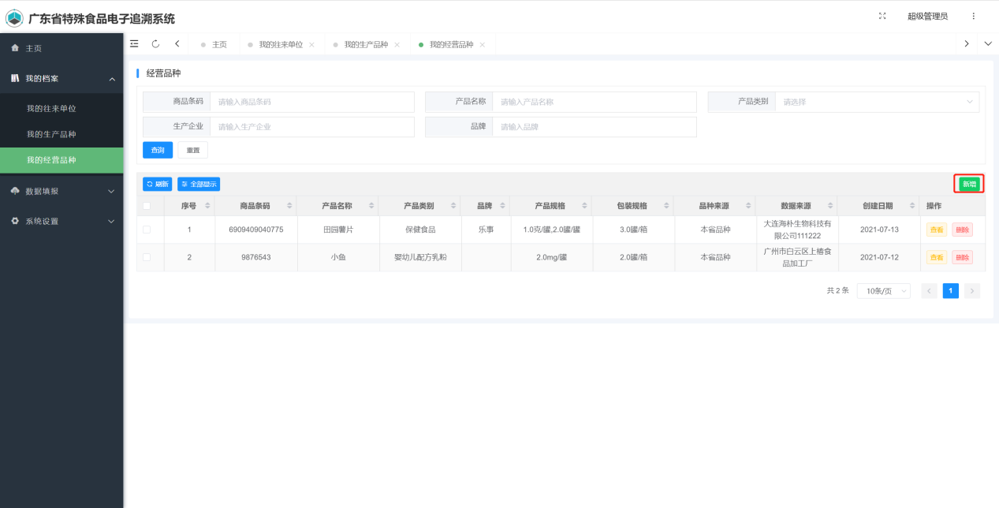 广东省特殊食品电子追溯系统
超级管理员
主页
我的档案
我的往来单位
我的生产品种
我的经营品种
数据填报
系统设置
主页 我的往来单位 我的生产品种 我的经营品种
经营品种
商品条码 请输入商品条码 产品名称 请输入产品名称 产品类别 请选择
生产企业 请输入生产企业 品牌 请输入品牌
查询 重置
刷新 全部显示 新增
序号 商品条码 产品名称 产品类别 品牌 产品规格 包装规格 品种来源 数据来源 创建日期 操作
1 6909409040775 田园薯片 保健食品 乐事 1.0克/罐,2.0罐/罐 3.0罐/箱 本省品种 大连海朴生物科技有 2021-07-13 查看 删除
限公司111222
2 9876543 小鱼 婴幼儿配方乳粉 2.0mg/罐 2.0罐/箱 本省品种 广州市白云区上椿食 2021-07-12 查看 删除
品加工厂
共 2 条 10条/页 1